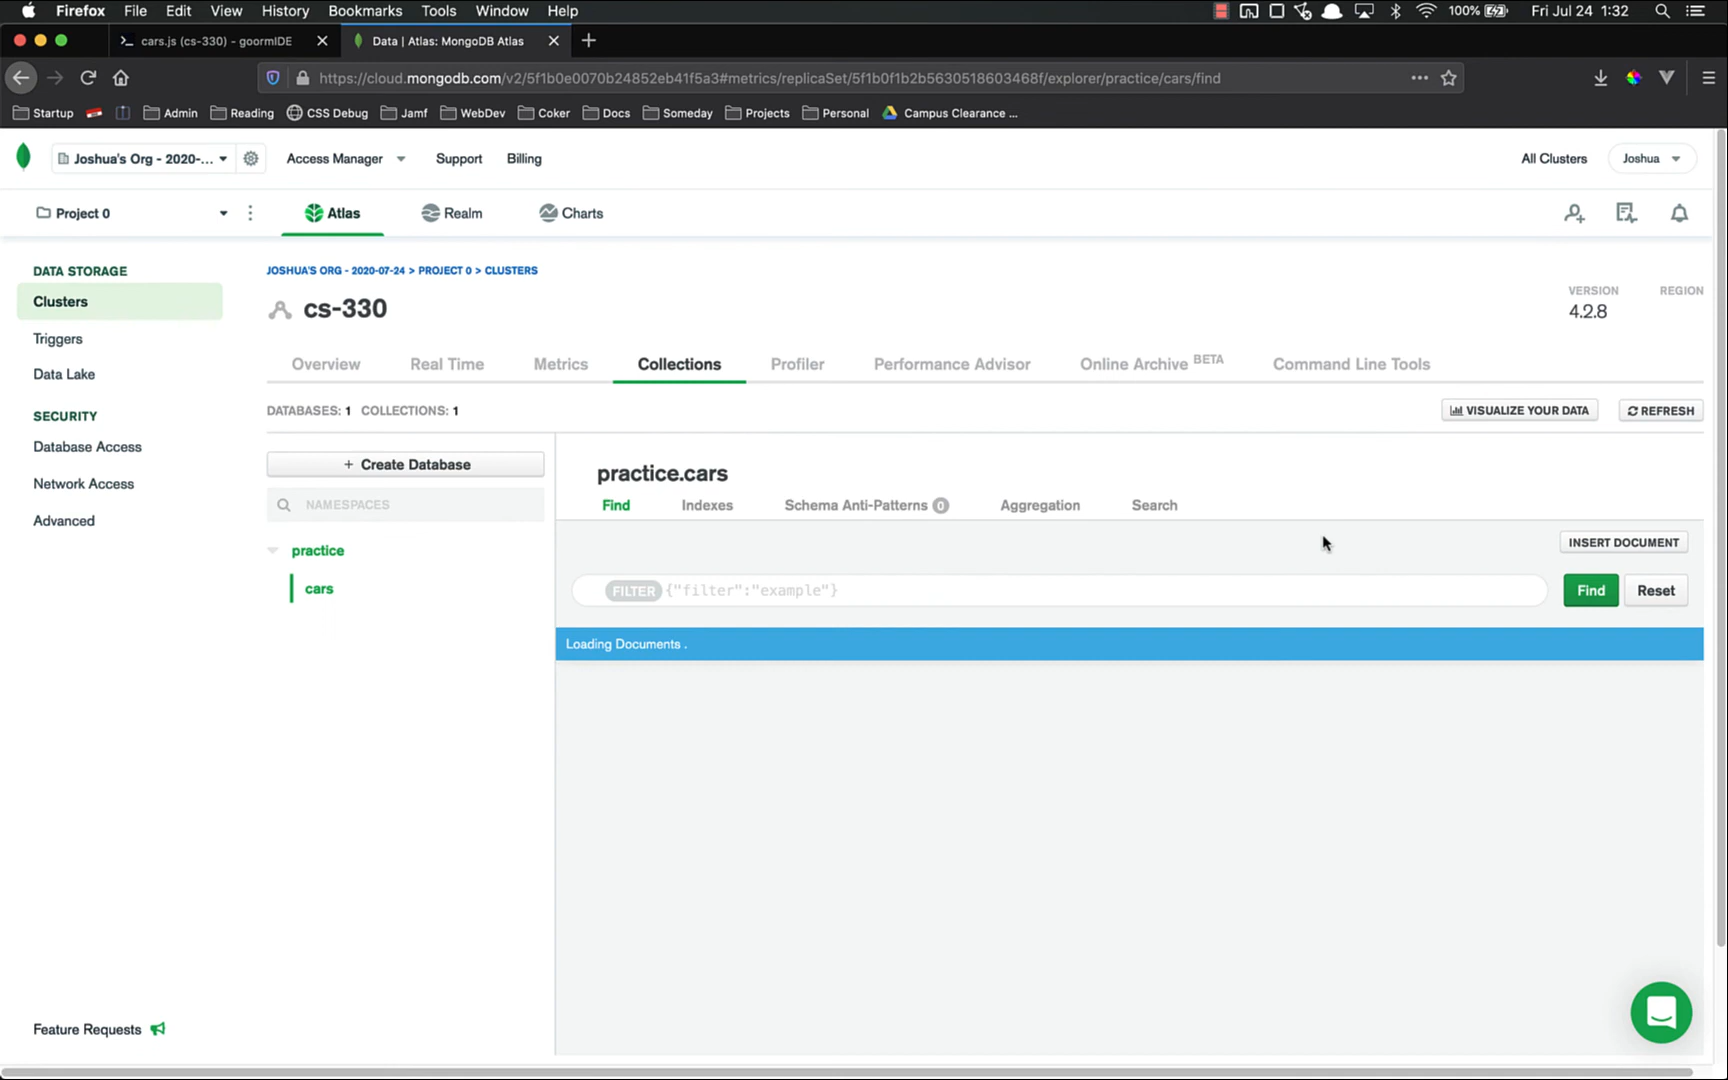 Firefox File Edit View History Bookmarks Tools Window Help 100% Fri Jul 24 1:32
cars.js (cs-330) - goormIDE Data | Atlas: MongoDB Atlas
https://cloud.mongodb.com/v2/5f1b0e0070b24852eb41f5a3#metrics/replicaSet/5f1b0f1b2b5630518603468f/explorer/practice/cars/find
Startup Admin Reading CSS Debug Jamf WebDev Coker Docs Someday Projects Personal Campus Clearance ...
Joshua's Org - 2020-... Access Manager Support Billing All Clusters Joshua
Project 0 Atlas Realm Charts
DATA STORAGE
Clusters
Triggers
Data Lake
SECURITY
Database Access
Network Access
Advanced
Feature Requests
JOSHUA'S ORG - 2020-07-24 > PROJECT 0 > CLUSTERS
cs-330
VERSION REGION
4.2.8
Overview Real Time Metrics Collections Profiler Performance Advisor Online Archive BETA Command Line Tools
DATABASES: 1 COLLECTIONS: 1 VISUALIZE YOUR DATA REFRESH
+ Create Database
NAMESPACES
practice
cars
practice.cars
Find Indexes Schema Anti-Patterns 0 Aggregation Search
INSERT DOCUMENT
FILTER {"filter":"example"} Find Reset
Loading Documents .